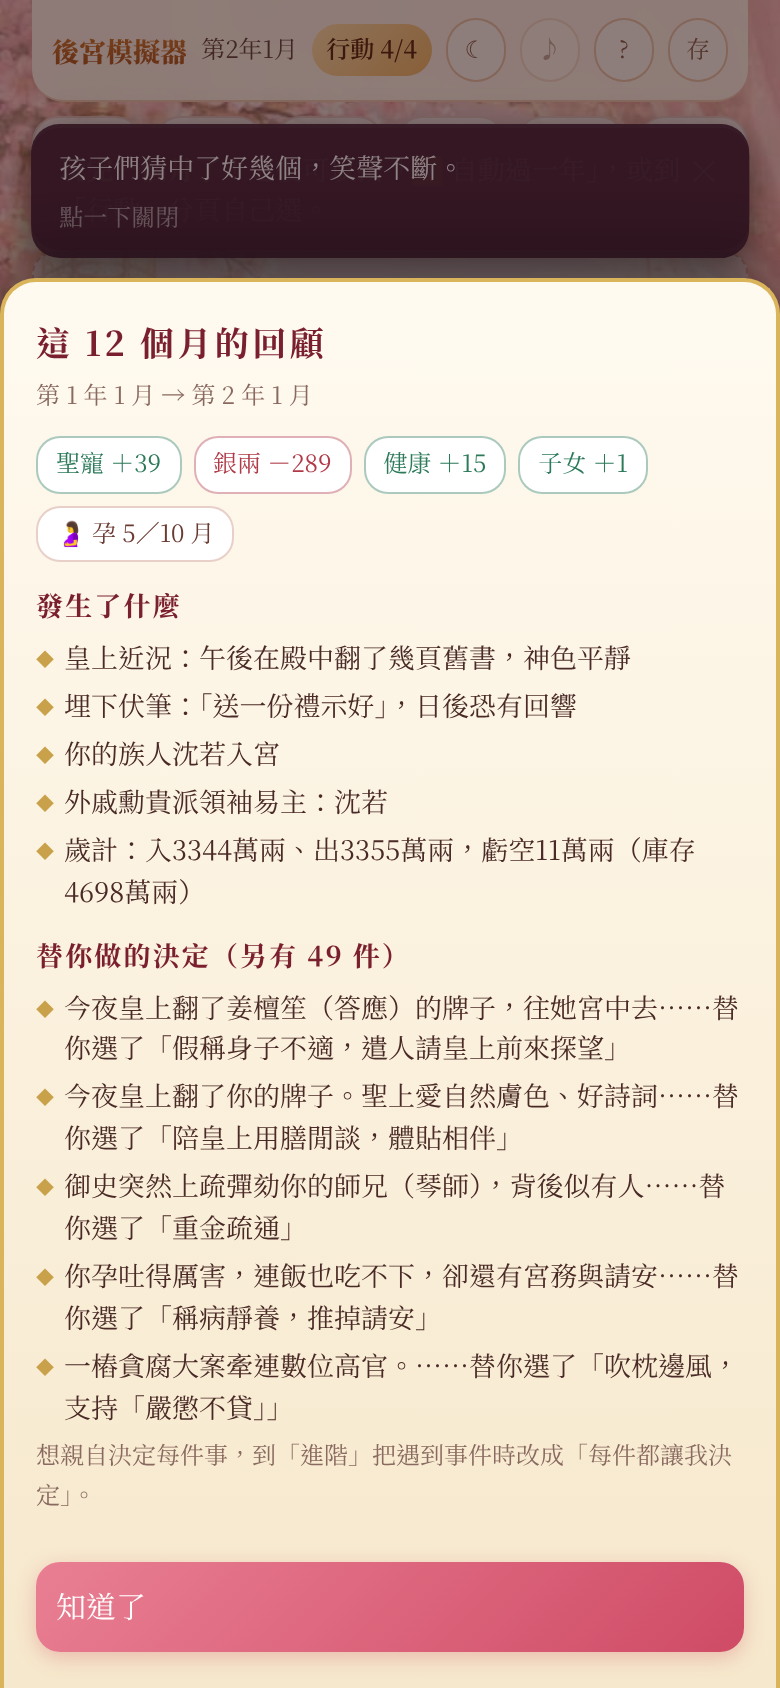 後宮模擬器 第2年1月 行動 4/4 ☾ ♪ ? 存
孩子們猜中了好幾個，笑聲不斷。
點一下關閉
這 12 個月的回顧
第 1 年 1 月 → 第 2 年 1 月
聖寵 ＋39 銀兩 －289 健康 ＋15 子女 ＋1
🤰 孕 5／10 月
發生了什麼
◆ 皇上近況：午後在殿中翻了幾頁舊書，神色平靜
◆ 埋下伏筆：「送一份禮示好」，日後恐有回響
◆ 你的族人沈若入宮
◆ 外戚勳貴派領袖易主：沈若
◆ 歲計：入3344萬兩、出3355萬兩，虧空11萬兩（庫存
4698萬兩）
替你做的決定（另有 49 件）
◆ 今夜皇上翻了姜檀笙（答應）的牌子，往她宮中去……替
你選了「假稱身子不適，遣人請皇上前來探望」
◆ 今夜皇上翻了你的牌子。聖上愛自然膚色、好詩詞……替
你選了「陪皇上用膳閒談，體貼相伴」
◆ 御史突然上疏彈劾你的師兄（琴師），背後似有人……替
你選了「重金疏通」
◆ 你孕吐得厲害，連飯也吃不下，卻還有宮務與請安……替
你選了「稱病靜養，推掉請安」
◆ 一樁貪腐大案牽連數位高官。……替你選了「吹枕邊風，
支持「嚴懲不貸」」
想親自決定每件事，到「進階」把遇到事件時改成「每件都讓我決
定」。
知道了